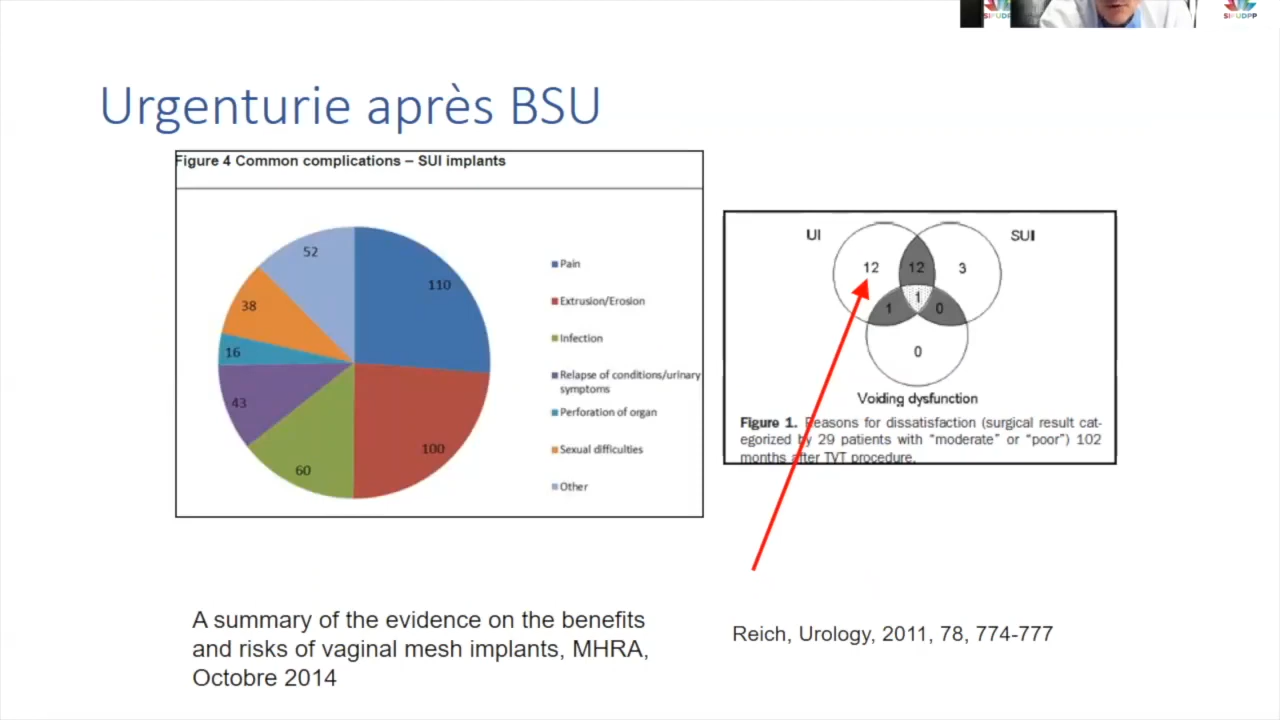 SIFUDPP
SIFUDPP
Urgenturie après BSU
Figure 4 Common complications – SUI implants
52
110
38
16
43
60
100
Pain
Extrusion/Erosion
Infection
Relapse of conditions/urinary
symptoms
Perforation of organ
Sexual difficulties
Other
UI
SUI
12
12
3
1
1
0
0
Voiding dysfunction
Figure 1. Reasons for dissatisfaction (surgical result cat-
egorized by 29 patients with "moderate" or "poor") 102
months after TVT procedure.
A summary of the evidence on the benefits
and risks of vaginal mesh implants, MHRA,
Octobre 2014
Reich, Urology, 2011, 78, 774-777